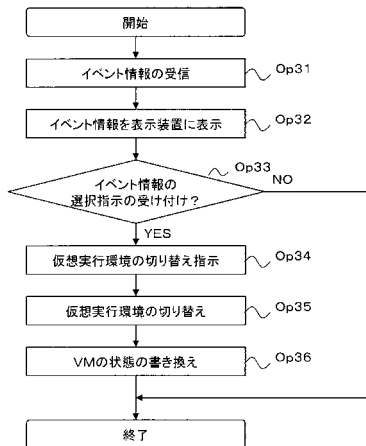 開始
イベント情報の受信
Op31
イベント情報を表示装置に表示
Op32
Op33
イベント情報の
選択指示の受け付け?
NO
YES
仮想実行環境の切り替え指示
Op34
仮想実行環境の切り替え
Op35
VMの状態の書き換え
Op36
終了